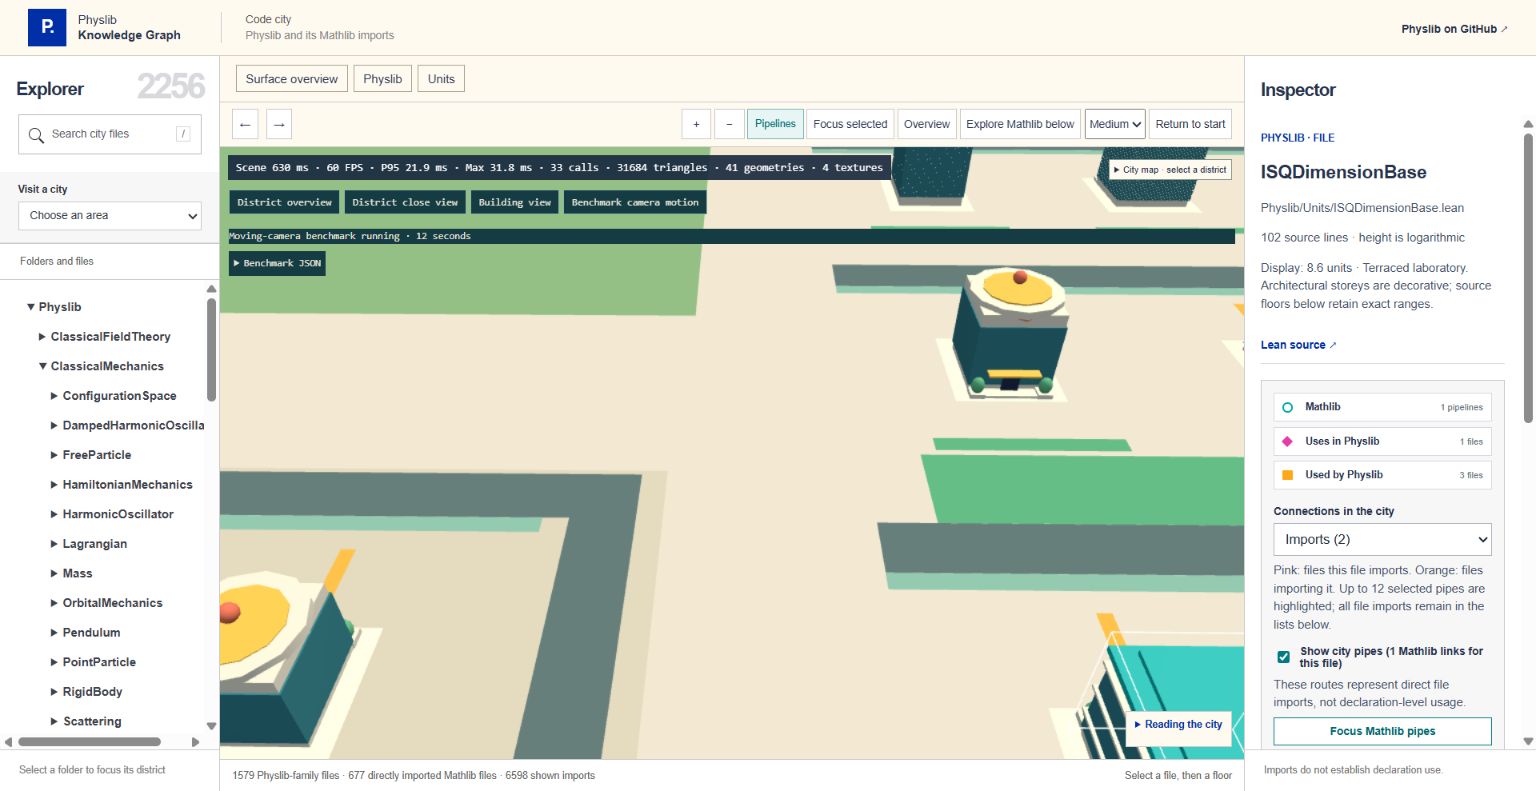 P.
Physlib
Knowledge Graph
Code city
Physlib and its Mathlib imports
Physlib on GitHub ↗
Explorer
2256
Search city files
/
Visit a city
Choose an area
Folders and files
▼ Physlib
▶ ClassicalFieldTheory
▼ ClassicalMechanics
▶ ConfigurationSpace
▶ DampedHarmonicOscilla
▶ FreeParticle
▶ HamiltonianMechanics
▶ HarmonicOscillator
▶ Lagrangian
▶ Mass
▶ OrbitalMechanics
▶ Pendulum
▶ PointParticle
▶ RigidBody
▶ Scattering
Select a folder to focus its district
Surface overview
Physlib
Units
← →
+ − Pipelines Focus selected Overview Explore Mathlib below Medium Return to start
Scene 630 ms · 60 FPS · P95 21.9 ms · Max 31.8 ms · 33 calls · 31684 triangles · 41 geometries · 4 textures
▶ City map · select a district
District overview
District close view
Building view
Benchmark camera motion
Moving-camera benchmark running · 12 seconds
▶ Benchmark JSON
▶ Reading the city
1579 Physlib-family files · 677 directly imported Mathlib files · 6598 shown imports
Select a file, then a floor
Inspector
PHYSLIB · FILE
ISQDimensionBase
Physlib/Units/ISQDimensionBase.lean
102 source lines · height is logarithmic
Display: 8.6 units · Terraced laboratory.
Architectural storeys are decorative; source
floors below retain exact ranges.
Lean source ↗
Mathlib 1 pipelines
Uses in Physlib 1 files
Used by Physlib 3 files
Connections in the city
Imports (2)
Pink: files this file imports. Orange: files
importing it. Up to 12 selected pipes are
highlighted; all file imports remain in the
lists below.
Show city pipes (1 Mathlib links for
this file)
These routes represent direct file
imports, not declaration-level usage.
Focus Mathlib pipes
Imports do not establish declaration use.